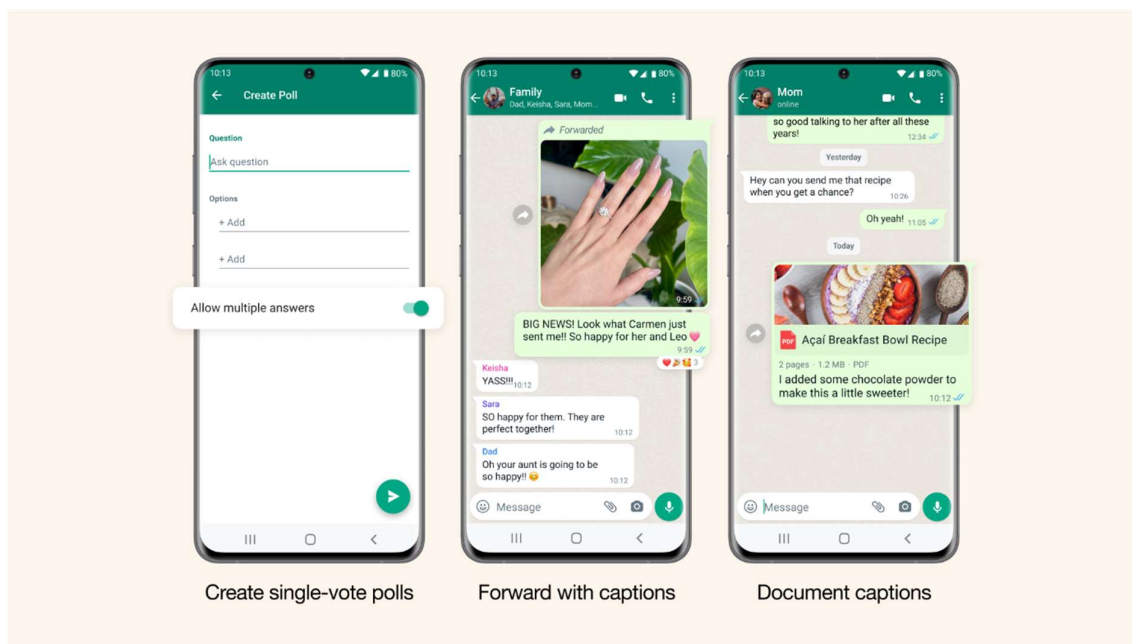 10:13
80%
Create Poll
Question
Ask question
Options
+ Add
+ Add
Allow multiple answers
Create single-vote polls
10:13
80%
Family
Dad, Keisha, Sara, Mom...
Forwarded
9:59
BIG NEWS! Look what Carmen just
sent me!! So happy for her and Leo 💗
9:59
3
Keisha
YASS!!!
10:12
Sara
SO happy for them. They are
perfect together!
10:12
Dad
Oh your aunt is going to be
so happy!! 😊
10:12
Message
Forward with captions
10:13
80%
Mom
online
so good talking to her after all these
years!
12:34
Yesterday
Hey can you send me that recipe
when you get a chance?
10:26
Oh yeah!
11:05
Today
PDF
Açaí Breakfast Bowl Recipe
2 pages · 1.2 MB · PDF
I added some chocolate powder to
make this a little sweeter!
10:12
Message
Document captions